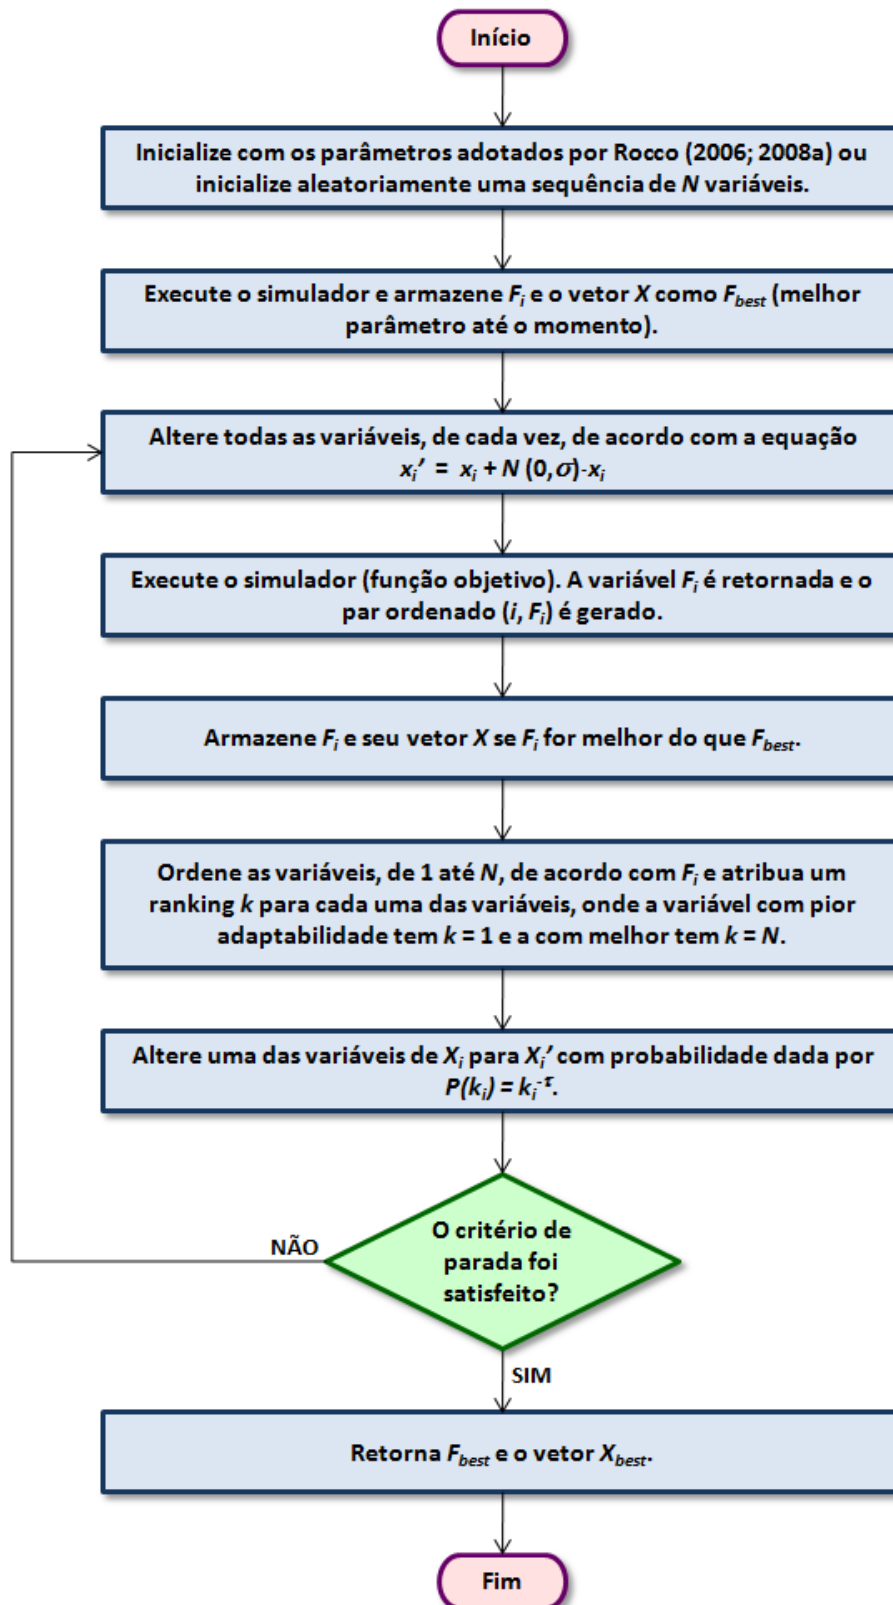 Início
Inicialize com os parâmetros adotados por Rocco (2006; 2008a) ou
inicialize aleatoriamente uma sequência de N variáveis.
Execute o simulador e armazene Fᵢ e o vetor X como F_best (melhor
parâmetro até o momento).
Altere todas as variáveis, de cada vez, de acordo com a equação
xᵢ′ = xᵢ + N (0,σ)·xᵢ
Execute o simulador (função objetivo). A variável Fᵢ é retornada e o
par ordenado (i, Fᵢ) é gerado.
Armazene Fᵢ e seu vetor X se Fᵢ for melhor do que F_best.
Ordene as variáveis, de 1 até N, de acordo com Fᵢ e atribua um
ranking k para cada uma das variáveis, onde a variável com pior
adaptabilidade tem k = 1 e a com melhor tem k = N.
Altere uma das variáveis de Xᵢ para Xᵢ′ com probabilidade dada por
P(kᵢ) = kᵢ^-τ.
O critério de
parada foi
satisfeito?
NÃO
SIM
Retorna F_best e o vetor X_best.
Fim